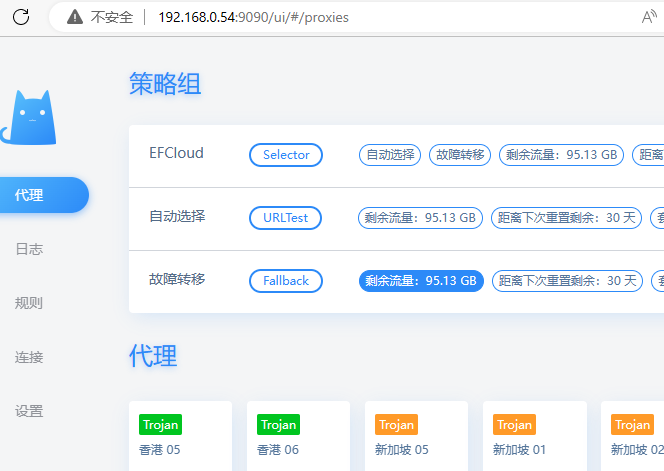 不安全 192.168.0.54:9090/ui/#/proxies A
策略组
EFCloud Selector 自动选择 故障转移 剩余流量：95.13 GB 距离
自动选择 URLTest 剩余流量：95.13 GB 距离下次重置剩余：30 天
故障转移 Fallback 剩余流量：95.13 GB 距离下次重置剩余：30 天
代理
日志
规则
连接
设置
代理
Trojan
香港 05
Trojan
香港 06
Trojan
新加坡 05
Trojan
新加坡 01
Trojan
新加坡 02